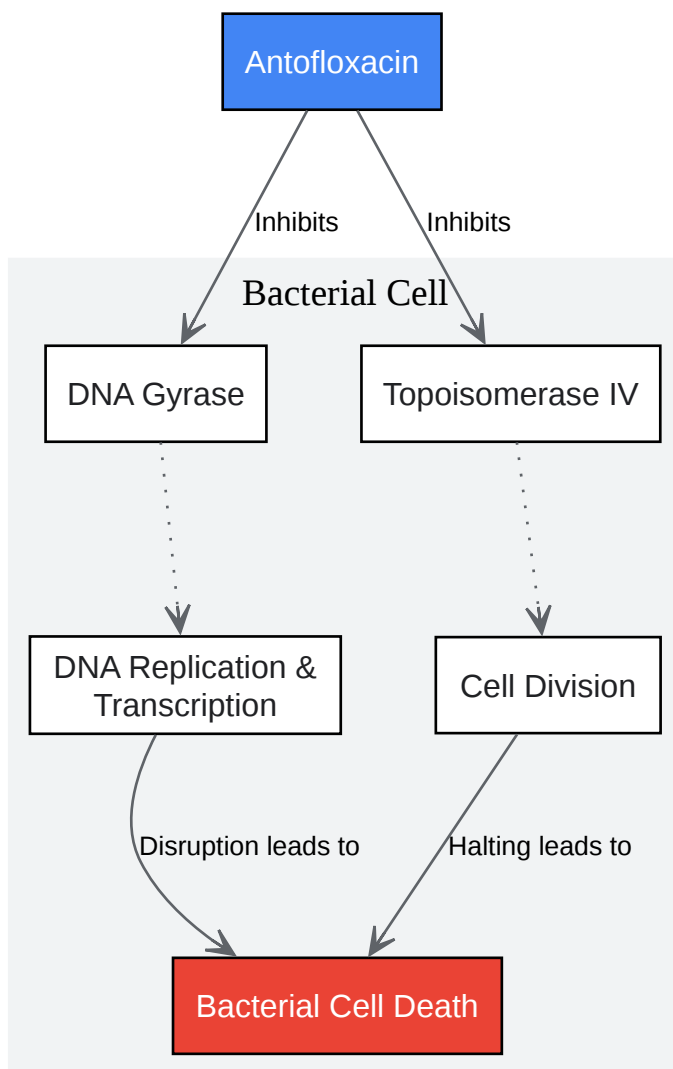 Antofloxacin
Inhibits
Inhibits
Bacterial Cell
DNA Gyrase
Topoisomerase IV
DNA Replication &
Transcription
Cell Division
Disruption leads to
Halting leads to
Bacterial Cell Death